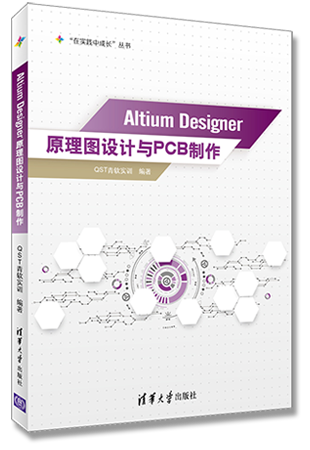 “在实践中成长”丛书
Altium Designer
原理图设计与PCB制作
QST青软实训 编著
清华大学出版社
Altium Designer 原理图设计与PCB制作
QST青软实训 编著
清华大学出版社